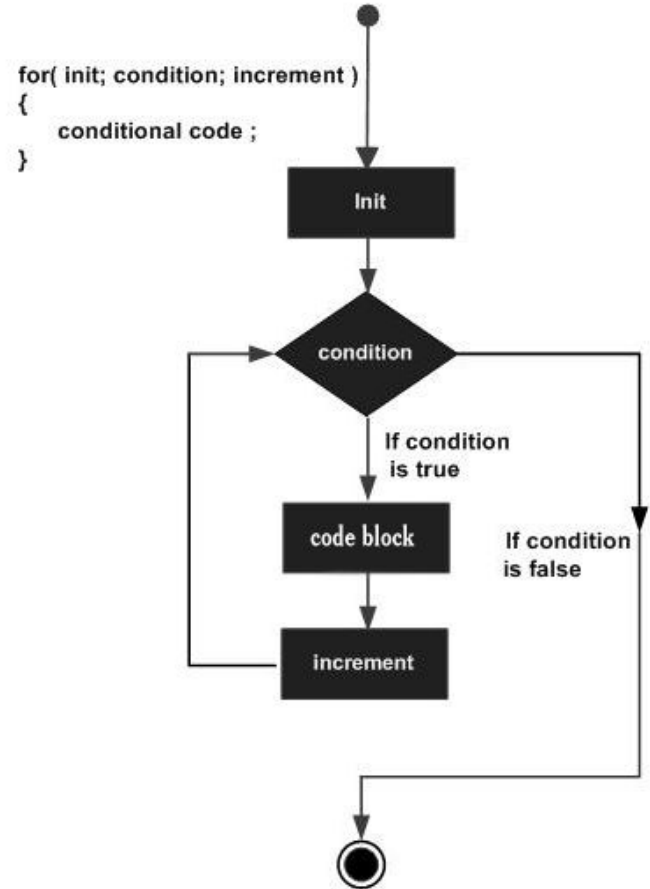 for( init; condition; increment )
{
conditional code ;
}
Init
condition
If condition
is true
code block
If condition
is false
increment